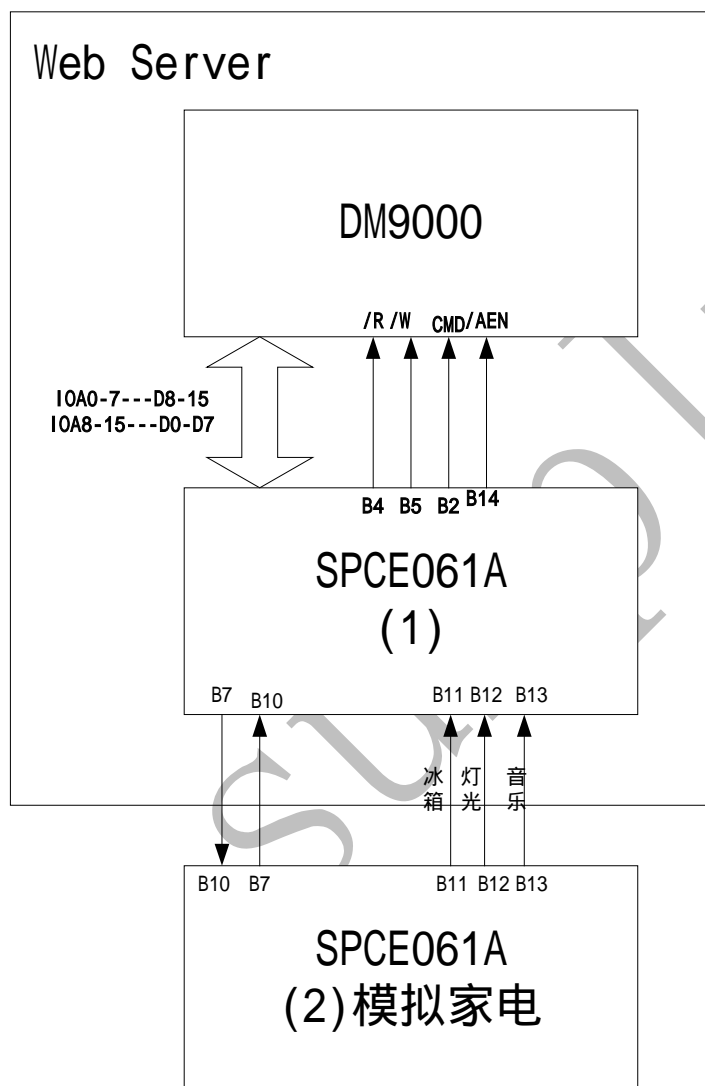 Web Server
DM9000
/R /W CMD /AEN
IOA0-7---D8-15
IOA8-15---D0-D7
B4 B5 B2 B14
SPCE061A
(1)
B7 B10 B11 B12 B13
冰箱 灯光 音乐
B10 B7 B11 B12 B13
SPCE061A
(2)模拟家电